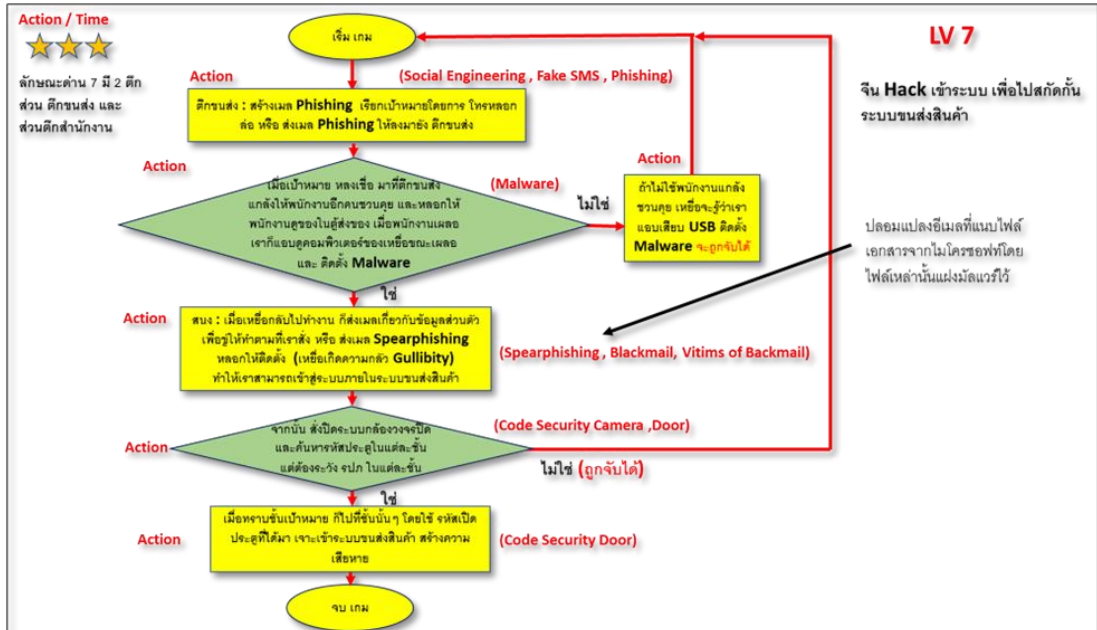 Action / Time
ลักษณะด่าน 7 มี 2 ตึก
ส่วน ตึกขนส่ง และ
ส่วนตึกสำนักงาน
LV 7
จีน Hack เข้าระบบ เพื่อไปสกัดกั้น
ระบบขนส่งสินค้า
เริ่ม เกม
Action
(Social Engineering , Fake SMS , Phishing)
ตึกขนส่ง : สร้างเมล Phishing เรียกเป้าหมายโดยการ โทรหลอก
ล่อ หรือ ส่งเมล Phishing ให้ลงมายัง ตึกขนส่ง
Action
เมื่อเป้าหมาย หลงเชื่อ มาที่ตึกขนส่ง
แกล้งให้พนักงานอีกคนชวนคุย และหลอกให้
พนักงานดูของในตู้ส่งของ เมื่อพนักงานเผลอ
เราก็แอบดูคอมพิวเตอร์ของเหยื่อขณะเผลอ
และ ติดตั้ง Malware
(Malware)
ไม่ใช่
Action
ถ้าไม่ใช้พนักงานแกล้ง
ชวนคุย เหยื่อจะรู้ว่าเรา
แอบเสียบ USB ติดตั้ง
Malware จะถูกจับได้
ปลอมแปลงอีเมลที่แนบไฟล์
เอกสารจากไมโครซอฟท์โดย
ไฟล์เหล่านั้นแฝงมัลแวร์ไว้
ใช่
Action
สนง : เมื่อเหยื่อกลับไปทำงาน ก็ส่งเมลเกี่ยวกับข้อมูลส่วนตัว
เพื่อขู่ให้ทำตามที่เราสั่ง หรือ ส่งเมล Spearphishing
หลอกให้ติดตั้ง (เหยื่อเกิดความกลัว Gullibity)
ทำให้เราสามารถเข้าสู่ระบบภายในระบบขนส่งสินค้า
(Spearphishing , Blackmail, Vitims of Backmail)
Action
จากนั้น สั่งปิดระบบกล้องวงจรปิด
และค้นหารหัสประตูในแต่ละชั้น
แต่ต้องระวัง รปภ ในแต่ละชั้น
(Code Security Camera ,Door)
ไม่ใช่ (ถูกจับได้)
ใช่
Action
เมื่อทราบชั้นเป้าหมาย ก็ไปที่ชั้นนั้น ๆ โดยใช้ รหัสเปิด
ประตูที่ได้มา เจาะเข้าระบบขนส่งสินค้า สร้างความ
เสียหาย
(Code Security Door)
จบ เกม